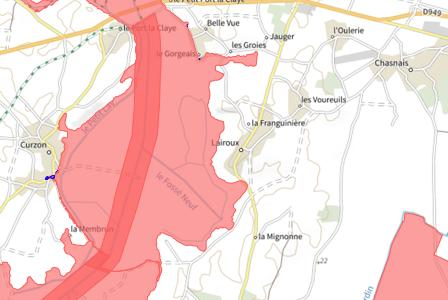 le Petit Port la Claye
D949
Belle Vue
le Port la Claye
Jauger
l'Oulerie
les Groies
le Gorgeais
Chasnais
les Voureuils
la Franguinière
Curzon
Lairoux
le Fossé Neuf
la Membrun
la Mignonne
22